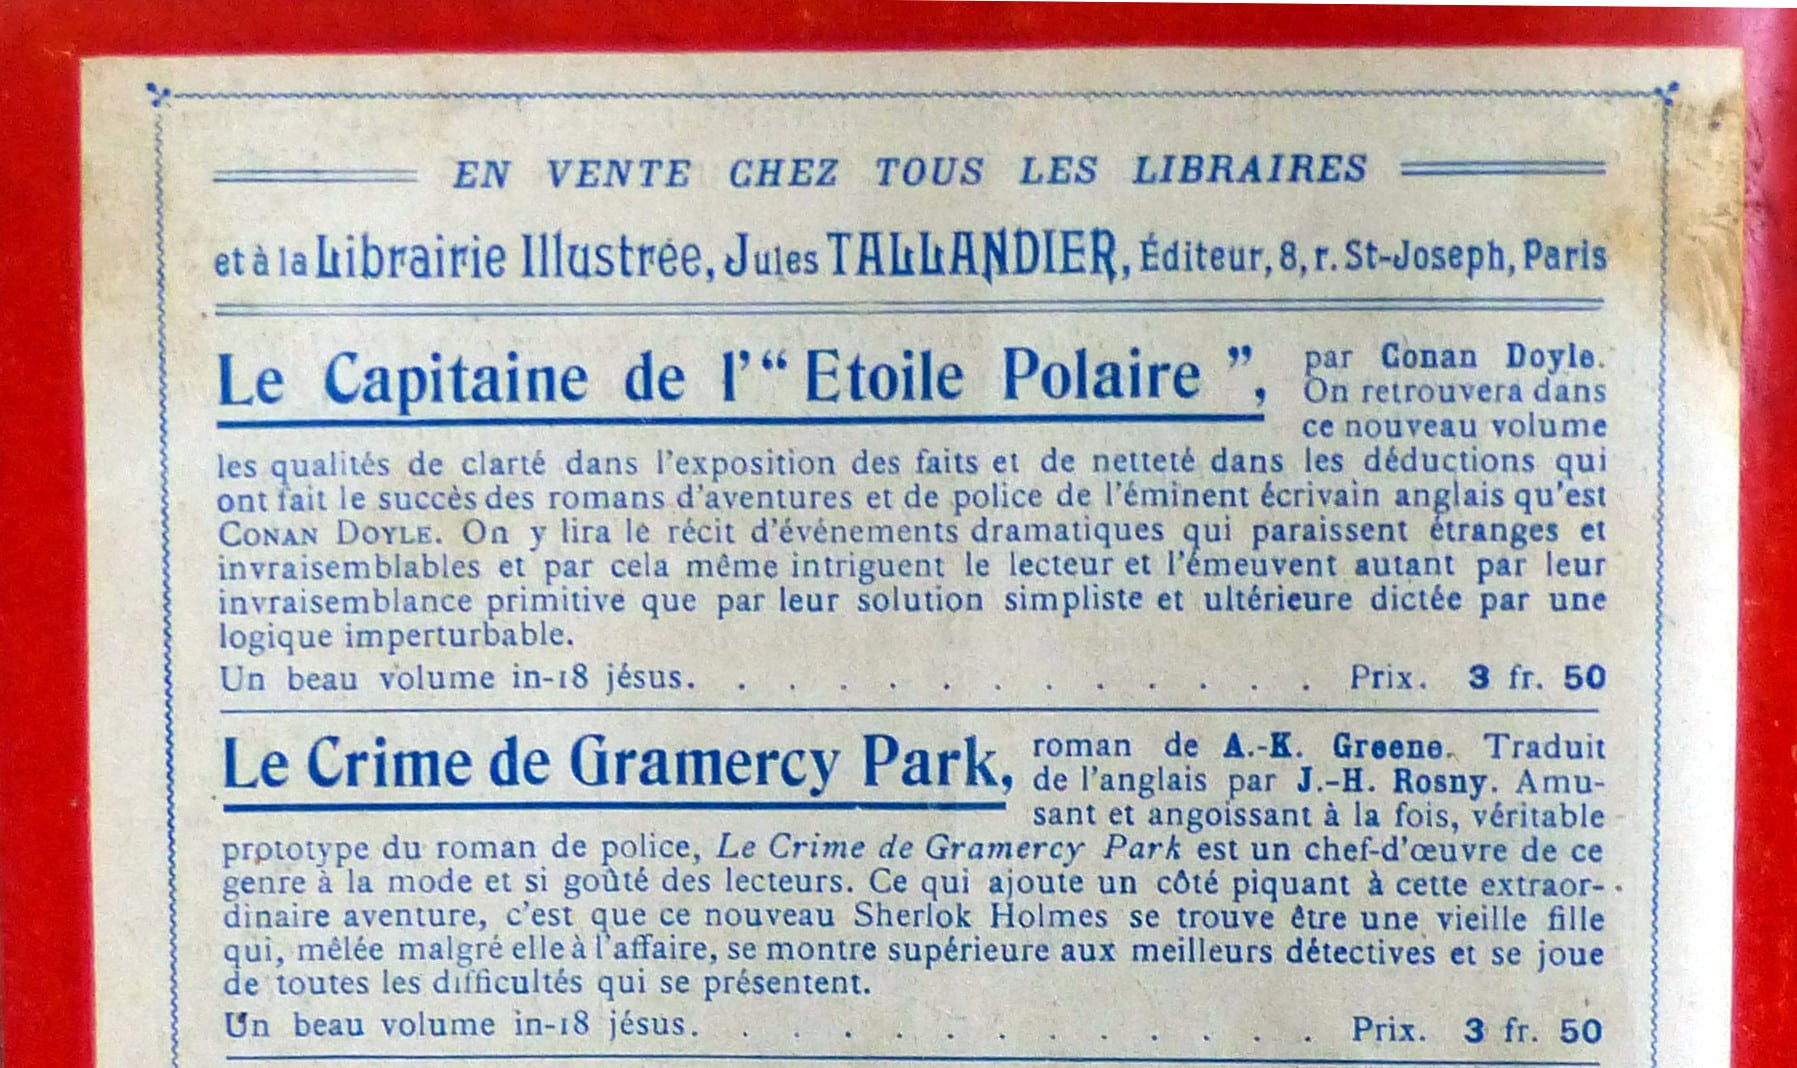 EN VENTE CHEZ TOUS LES LIBRAIRES
et à la Librairie Illustrée, Jules TALLANDIER, Éditeur, 8, r. St-Joseph, Paris
Le Capitaine de l'“ Etoile Polaire ”, par Conan Doyle.
On retrouvera dans
ce nouveau volume
les qualités de clarté dans l'exposition des faits et de netteté dans les déductions qui
ont fait le succès des romans d'aventures et de police de l'éminent écrivain anglais qu'est
CONAN DOYLE. On y lira le récit d'événements dramatiques qui paraissent étranges et
invraisemblables et par cela même intriguent le lecteur et l'émeuvent autant par leur
invraisemblance primitive que par leur solution simpliste et ultérieure dictée par une
logique imperturbable.
Un beau volume in-18 jésus. . . . . . . . . . . . . Prix. 3 fr. 50
Le Crime de Gramercy Park, roman de A.-K. Greene. Traduit
de l'anglais par J.-H. Rosny. Amu-
sant et angoissant à la fois, véritable
prototype du roman de police, Le Crime de Gramercy Park est un chef-d'œuvre de ce
genre à la mode et si goûté des lecteurs. Ce qui ajoute un côté piquant à cette extraor-
dinaire aventure, c'est que ce nouveau Sherlok Holmes se trouve être une vieille fille
qui, mêlée malgré elle à l'affaire, se montre supérieure aux meilleurs détectives et se joue
de toutes les difficultés qui se présentent.
Un beau volume in-18 jésus. . . . . . . . . . . . . Prix. 3 fr. 50